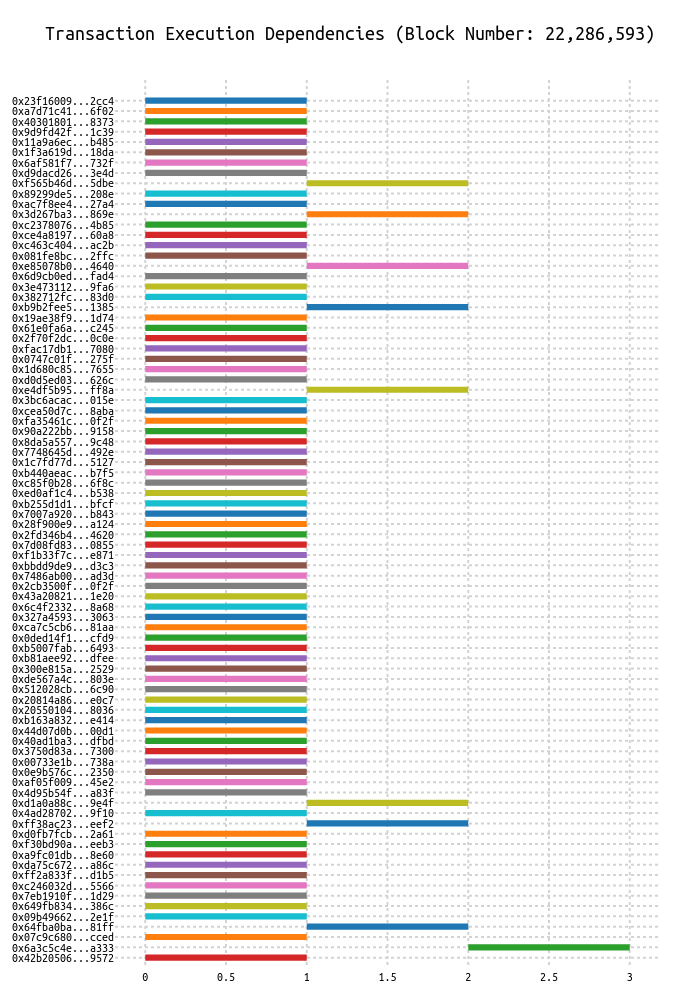 Transaction Execution Dependencies (Block Number: 22,286,593)
0x23f16009...2cc4
0xa7d71c41...6f02
0x40301801...8373
0x9d9fd42f...1c39
0x11a9a6ec...b485
0x1f3a619d...18da
0x6af581f7...732f
0xd9dacd26...3e4d
0xf565b46d...5dbe
0x89299de5...208e
0xac7f8ee4...27a4
0x3d267ba3...869e
0xc2378076...4b85
0xce4a8197...60a8
0xc463c404...ac2b
0x081fe8bc...2ffc
0xe85078b0...4640
0x6d9cb0ed...fad4
0x3e473112...9fa6
0x382712fc...83d0
0xb9b2fee5...1385
0x19ae38f9...1d74
0x61e0fa6a...c245
0x2f70f2dc...0c0e
0xfac17db1...7080
0x0747c01f...275f
0x1d680c85...7655
0xd0d5ed03...626c
0xe4df5b95...ff8a
0x3bc6acac...015e
0xcea50d7c...8aba
0xfa35461c...0f2f
0x90a222bb...9158
0x8da5a557...9c48
0x7748645d...492e
0x1c7fd77d...5127
0xb440aeac...b7f5
0xc85f0b28...6f8c
0xed0af1c4...b538
0xb255d1d1...bfcf
0x7007a920...b843
0x28f900e9...a124
0x2fd346b4...4620
0x7d08fd83...0855
0xf1b33f7c...e871
0xbbdd9de9...d3c3
0x7486ab00...ad3d
0x2cb3500f...0f2f
0x43a20821...1e20
0x6c4f2332...8a68
0x327a4593...3063
0xca7c5cb6...81aa
0x0ded14f1...cfd9
0xb5007fab...6493
0xb81aee92...dfee
0x300e815a...2529
0xde567a4c...803e
0x512028cb...6c90
0x20814a86...e0c7
0x20550104...8036
0xb163a832...e414
0x44d07d0b...00d1
0x40ad1ba3...dfbd
0x3750d83a...7300
0x00733e1b...738a
0x0e9b576c...2350
0xaf05f009...45e2
0x4d95b54f...a83f
0xd1a0a88c...9e4f
0x4ad28702...9f10
0xff38ac23...eef2
0xd0fb7fcb...2a61
0xf30bd90a...eeb3
0xa9fc01db...8e60
0xda75c672...a86c
0xff2a833f...d1b5
0xc246032d...5566
0x7eb1910f...1d29
0x649fb834...386c
0x09b49662...2e1f
0x64fba0ba...81ff
0x07c9c680...cced
0x6a3c5c4e...a333
0x42b20506...9572
0 0.5 1 1.5 2 2.5 3